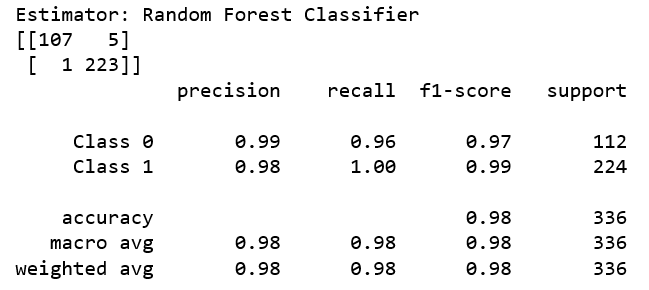 Estimator: Random Forest Classifier
[[107   5]
 [  1 223]]
              precision    recall  f1-score   support

     Class 0       0.99      0.96      0.97       112
     Class 1       0.98      1.00      0.99       224

    accuracy                           0.98       336
   macro avg       0.98      0.98      0.98       336
weighted avg       0.98      0.98      0.98       336